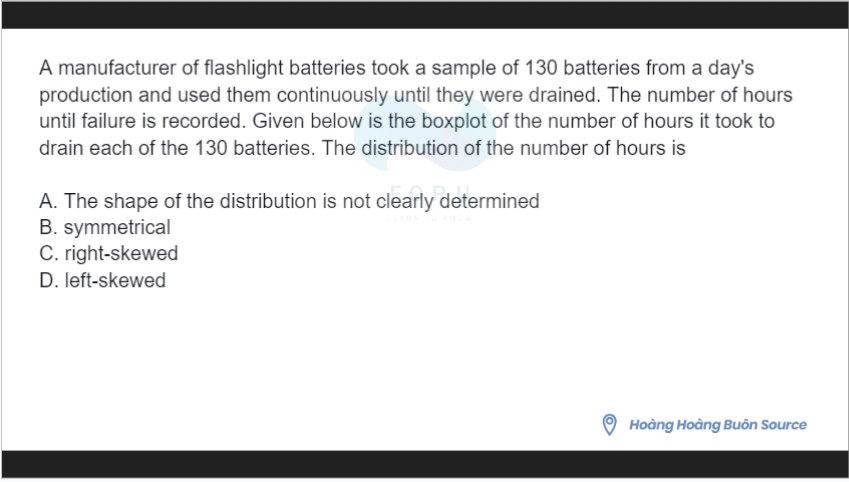 A manufacturer of flashlight batteries took a sample of 130 batteries from a day's
production and used them continuously until they were drained. The number of hours
until failure is recorded. Given below is the boxplot of the number of hours it took to
drain each of the 130 batteries. The distribution of the number of hours is
A. The shape of the distribution is not clearly determined
B. symmetrical
C. right-skewed
D. left-skewed
Hoàng Hoàng Buôn Source